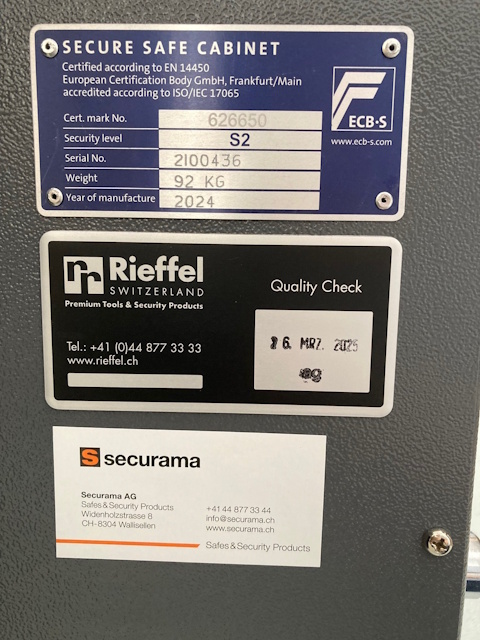 SECURE SAFE CABINET
Certified according to EN 14450
European Certification Body GmbH, Frankfurt/Main
accredited according to ISO/IEC 17065
Cert. mark No. 626650
Security level S2
Serial No. 2100436
Weight 92 KG
Year of manufacture 2024
ECB•S
www.ecb-s.com
Rieffel
SWITZERLAND
Premium Tools & Security Products
Quality Check
Tel.: +41 (0)44 877 33 33
www.rieffel.ch
MRZ. 2025
S securama
Securama AG
Safes & Security Products
Widenholzstrasse 8
CH-8304 Wallisellen
+41 44 877 33 44
info@securama.ch
www.securama.ch
Safes & Security Products